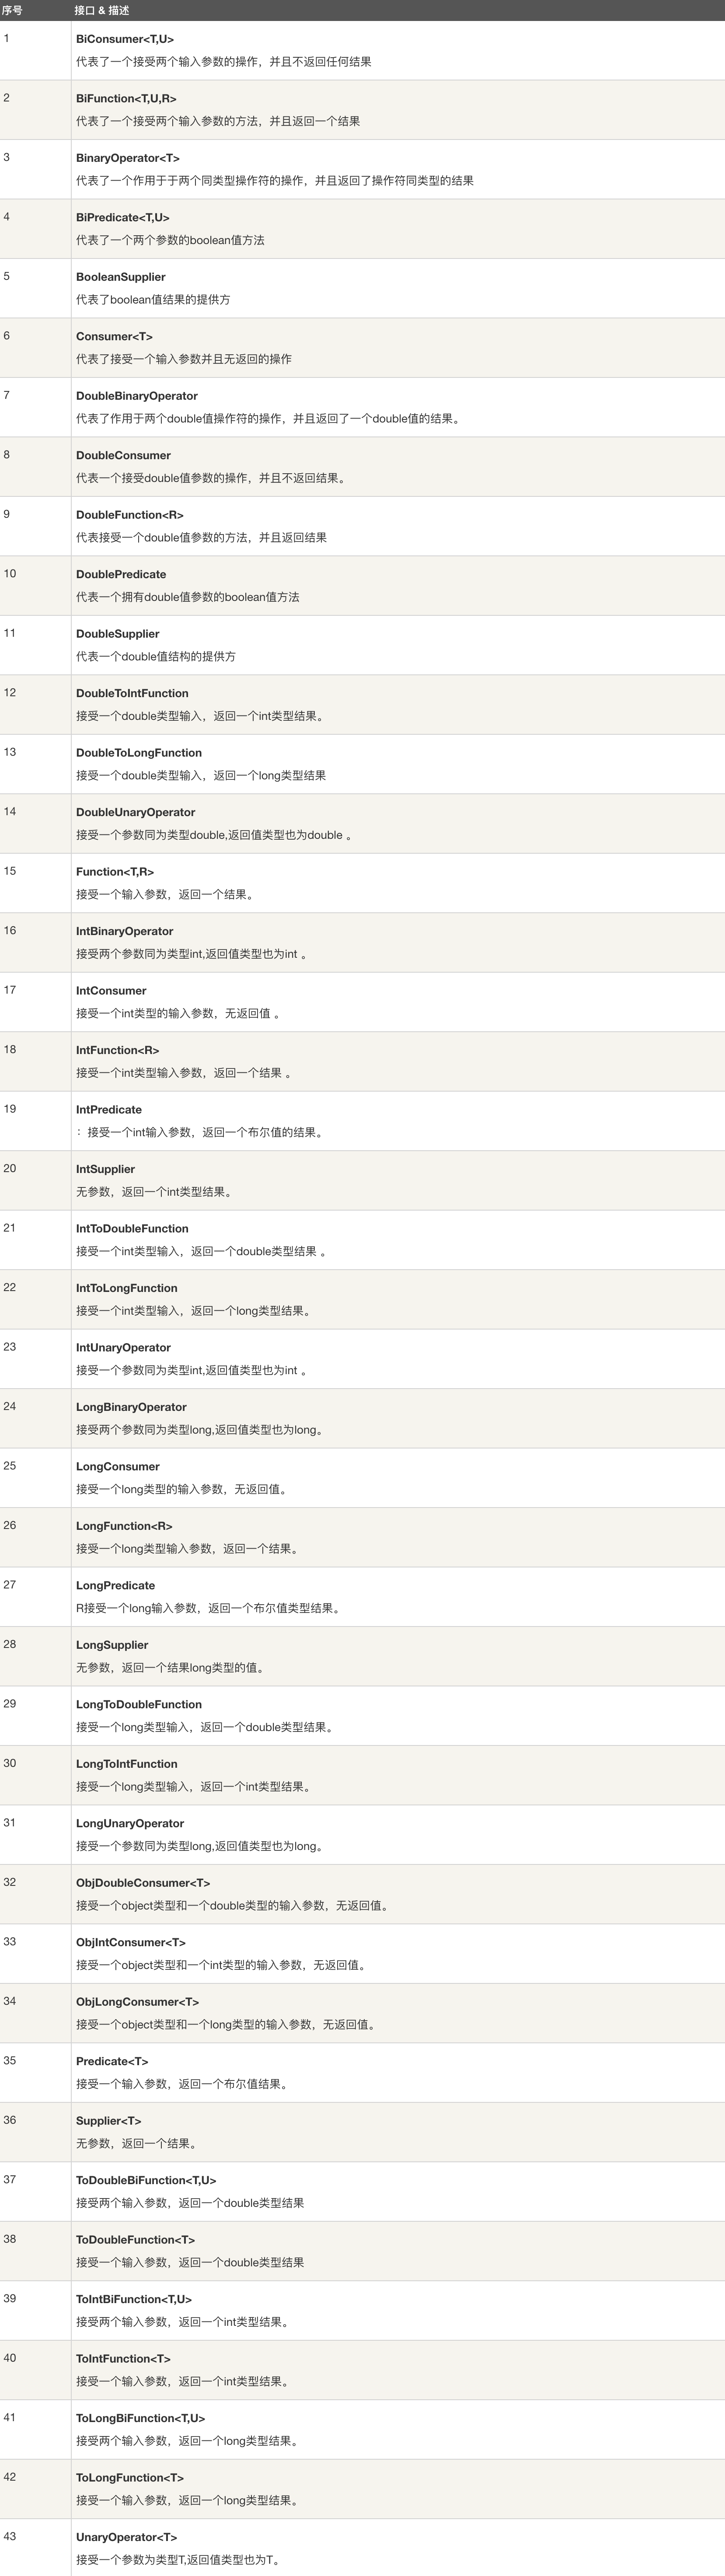 序号 接口 & 描述
1 BiConsumer<T,U>
代表了一个接受两个输入参数的操作，并且不返回任何结果
2 BiFunction<T,U,R>
代表了一个接受两个输入参数的方法，并且返回一个结果
3 BinaryOperator<T>
代表了一个作用于于两个同类型操作符的操作，并且返回了操作符同类型的结果
4 BiPredicate<T,U>
代表了一个两个参数的boolean值方法
5 BooleanSupplier
代表了boolean值结果的提供方
6 Consumer<T>
代表了接受一个输入参数并且无返回的操作
7 DoubleBinaryOperator
代表了作用于两个double值操作符的操作，并且返回了一个double值的结果。
8 DoubleConsumer
代表一个接受double值参数的操作，并且不返回结果。
9 DoubleFunction<R>
代表接受一个double值参数的方法，并且返回结果
10 DoublePredicate
代表一个拥有double值参数的boolean值方法
11 DoubleSupplier
代表一个double值结构的提供方
12 DoubleToIntFunction
接受一个double类型输入，返回一个int类型结果。
13 DoubleToLongFunction
接受一个double类型输入，返回一个long类型结果
14 DoubleUnaryOperator
接受一个参数同为类型double,返回值类型也为double 。
15 Function<T,R>
接受一个输入参数，返回一个结果。
16 IntBinaryOperator
接受两个参数同为类型int,返回值类型也为int 。
17 IntConsumer
接受一个int类型的输入参数，无返回值 。
18 IntFunction<R>
接受一个int类型输入参数，返回一个结果 。
19 IntPredicate
：接受一个int输入参数，返回一个布尔值的结果。
20 IntSupplier
无参数，返回一个int类型结果。
21 IntToDoubleFunction
接受一个int类型输入，返回一个double类型结果 。
22 IntToLongFunction
接受一个int类型输入，返回一个long类型结果。
23 IntUnaryOperator
接受一个参数同为类型int,返回值类型也为int 。
24 LongBinaryOperator
接受两个参数同为类型long,返回值类型也为long。
25 LongConsumer
接受一个long类型的输入参数，无返回值。
26 LongFunction<R>
接受一个long类型输入参数，返回一个结果。
27 LongPredicate
R接受一个long输入参数，返回一个布尔值类型结果。
28 LongSupplier
无参数，返回一个结果long类型的值。
29 LongToDoubleFunction
接受一个long类型输入，返回一个double类型结果。
30 LongToIntFunction
接受一个long类型输入，返回一个int类型结果。
31 LongUnaryOperator
接受一个参数同为类型long,返回值类型也为long。
32 ObjDoubleConsumer<T>
接受一个object类型和一个double类型的输入参数，无返回值。
33 ObjIntConsumer<T>
接受一个object类型和一个int类型的输入参数，无返回值。
34 ObjLongConsumer<T>
接受一个object类型和一个long类型的输入参数，无返回值。
35 Predicate<T>
接受一个输入参数，返回一个布尔值结果。
36 Supplier<T>
无参数，返回一个结果。
37 ToDoubleBiFunction<T,U>
接受两个输入参数，返回一个double类型结果
38 ToDoubleFunction<T>
接受一个输入参数，返回一个double类型结果
39 ToIntBiFunction<T,U>
接受两个输入参数，返回一个int类型结果。
40 ToIntFunction<T>
接受一个输入参数，返回一个int类型结果。
41 ToLongBiFunction<T,U>
接受两个输入参数，返回一个long类型结果。
42 ToLongFunction<T>
接受一个输入参数，返回一个long类型结果。
43 UnaryOperator<T>
接受一个参数为类型T,返回值类型也为T。